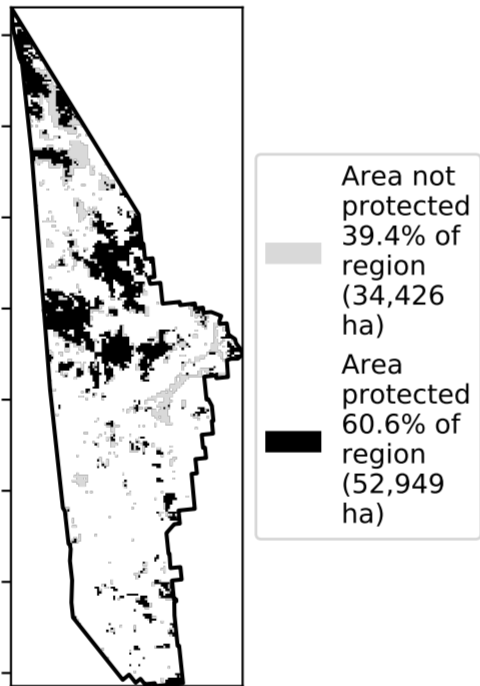 Area not
protected
39.4% of
region
(34,426
ha)
Area
protected
60.6% of
region
(52,949
ha)